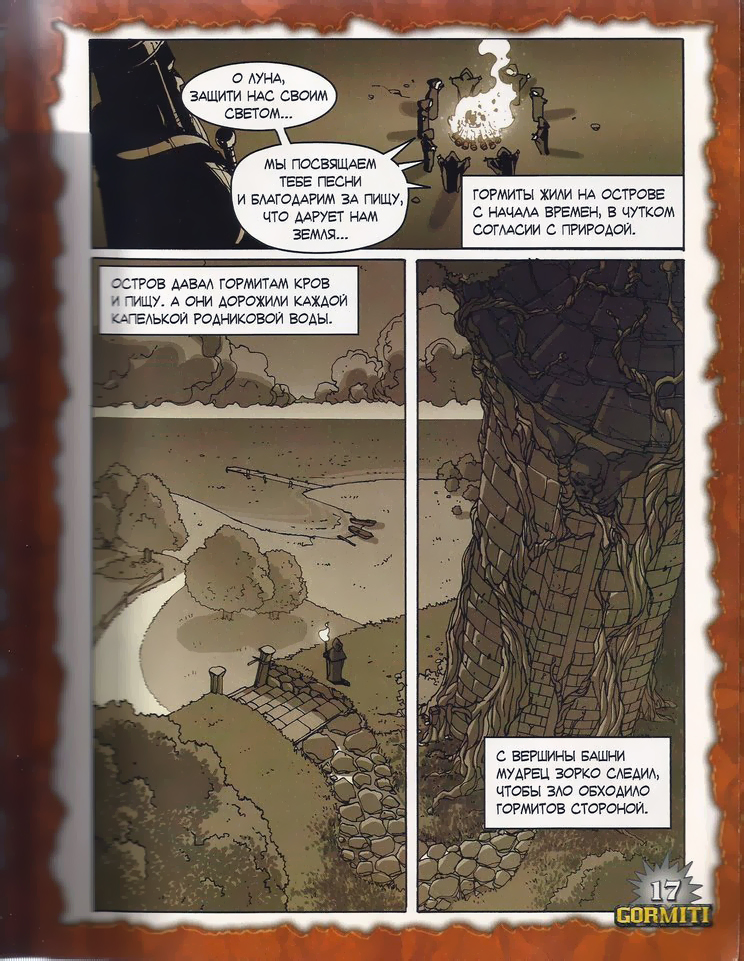 О ЛУНА,
ЗАЩИТИ НАС СВОИМ
СВЕТОМ...
МЫ ПОСВЯЩАЕМ
ТЕБЕ ПЕСНИ
И БЛАГОДАРИМ ЗА ПИЩУ,
ЧТО ДАРУЕТ НАМ
ЗЕМЛЯ...
ГОРМИТЫ ЖИЛИ НА ОСТРОВЕ
С НАЧАЛА ВРЕМЕН, В ЧУТКОМ
СОГЛАСИИ С ПРИРОДОЙ.
ОСТРОВ ДАВАЛ ГОРМИТАМ КРОВ
И ПИЩУ. А ОНИ ДОРОЖИЛИ КАЖДОЙ
КАПЕЛЬКОЙ РОДНИКОВОЙ ВОДЫ.
С ВЕРШИНЫ БАШНИ
МУДРЕЦ ЗОРКО СЛЕДИЛ,
ЧТОБЫ ЗЛО ОБХОДИЛО
ГОРМИТОВ СТОРОНОЙ.
17
GORMITI